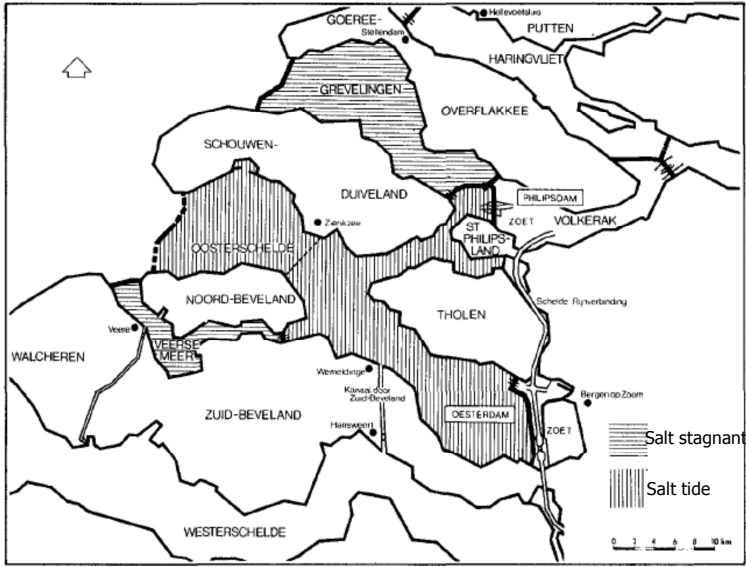 GOEREE-
Stellendam
Hellevoetsluis
PUTTEN
HARINGVLIET
GREVELINGEN
OVERFLAKKEE
SCHOUWEN-
DUIVELAND
PHILIPSDAM
ZOET
VOLKERAK
Zierikzee
ST
PHILIPS-
LAND
OOSTERSCHELDE
NOORD-BEVELAND
Schelde-Rijnverbinding
THOLEN
Veere
VEERSE
MEER
WALCHEREN
Wemeldinge
Kanaal door
Zuid-Beveland
Bergen op Zoom
ZUID-BEVELAND
OESTERDAM
Hansweert
ZOET
Salt stagnant
Salt tide
WESTERSCHELDE
0 2 4 6 8 10 km